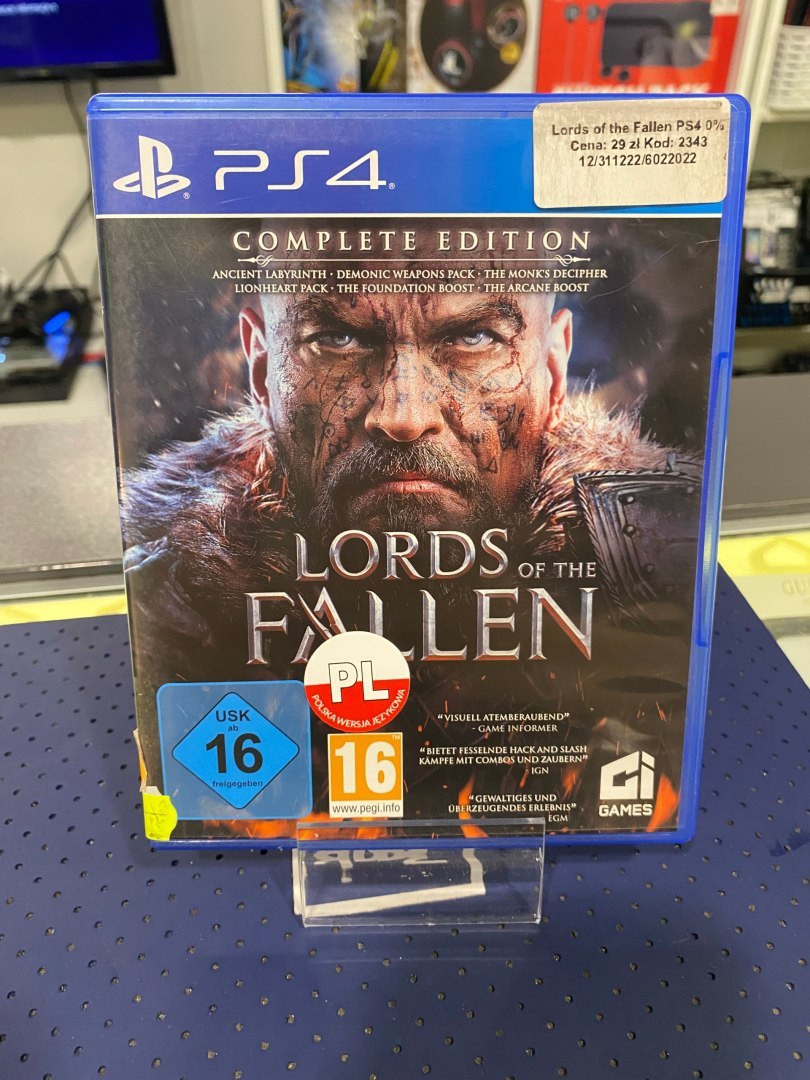 Lords of the Fallen PS4 0%
Cena: 29 zł Kod: 2343
12/311222/6022022
PS4
COMPLETE EDITION
ANCIENT LABYRINTH · DEMONIC WEAPONS PACK · THE MONK'S DECIPHER
LIONHEART PACK · THE FOUNDATION BOOST · THE ARCANE BOOST
LORDS OF THE
FALLEN
PL
POLSKA WERSJA JĘZYKOWA
USK
ab
16
freigegeben
16
www.pegi.info
"VISUELL ATEMBERAUBEND"
- GAME INFORMER
"BIETET FESSELNDE HACK AND SLASH
KÄMPFE MIT COMBOS UND ZAUBERN"
IGN
"GEWALTIGES UND
ÜBERZEUGENDES ERLEBNIS"
EGM
CI
GAMES